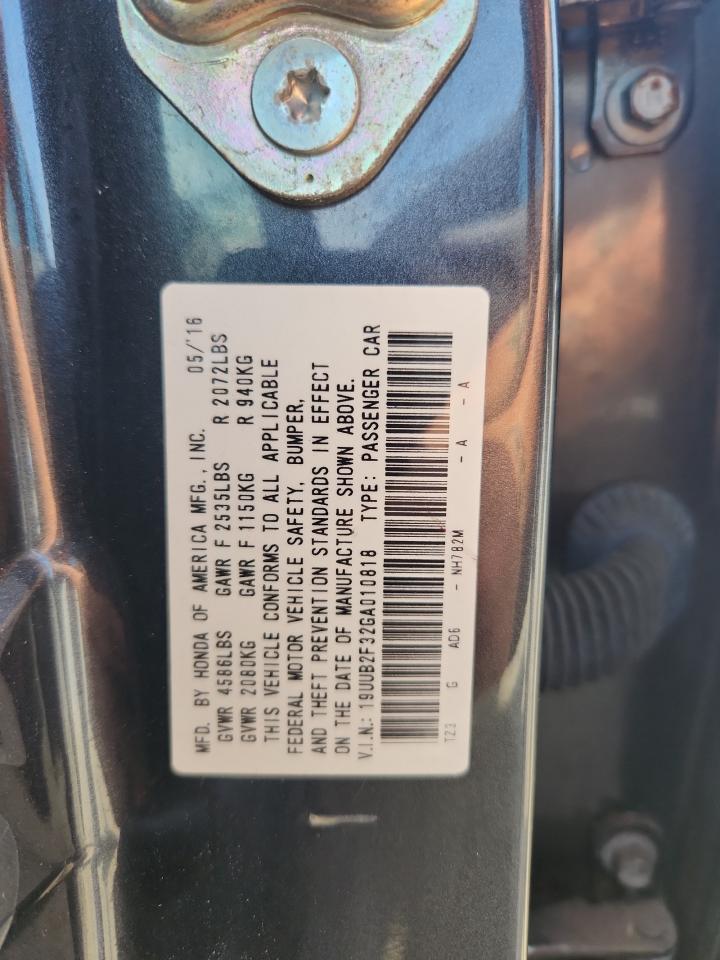 MFD. BY HONDA OF AMERICA MFG., INC. 05/'16
GVWR 4586LBS GAWR F 2535LBS R 2072LBS
GVWR 2080KG GAWR F 1150KG R 940KG
THIS VEHICLE CONFORMS TO ALL APPLICABLE
FEDERAL MOTOR VEHICLE SAFETY, BUMPER,
AND THEFT PREVENTION STANDARDS IN EFFECT
ON THE DATE OF MANUFACTURE SHOWN ABOVE.
V.I.N.: 19UUB2F32GA010818 TYPE: PASSENGER CAR
TZ3 G AD6 - NH782M - A - A